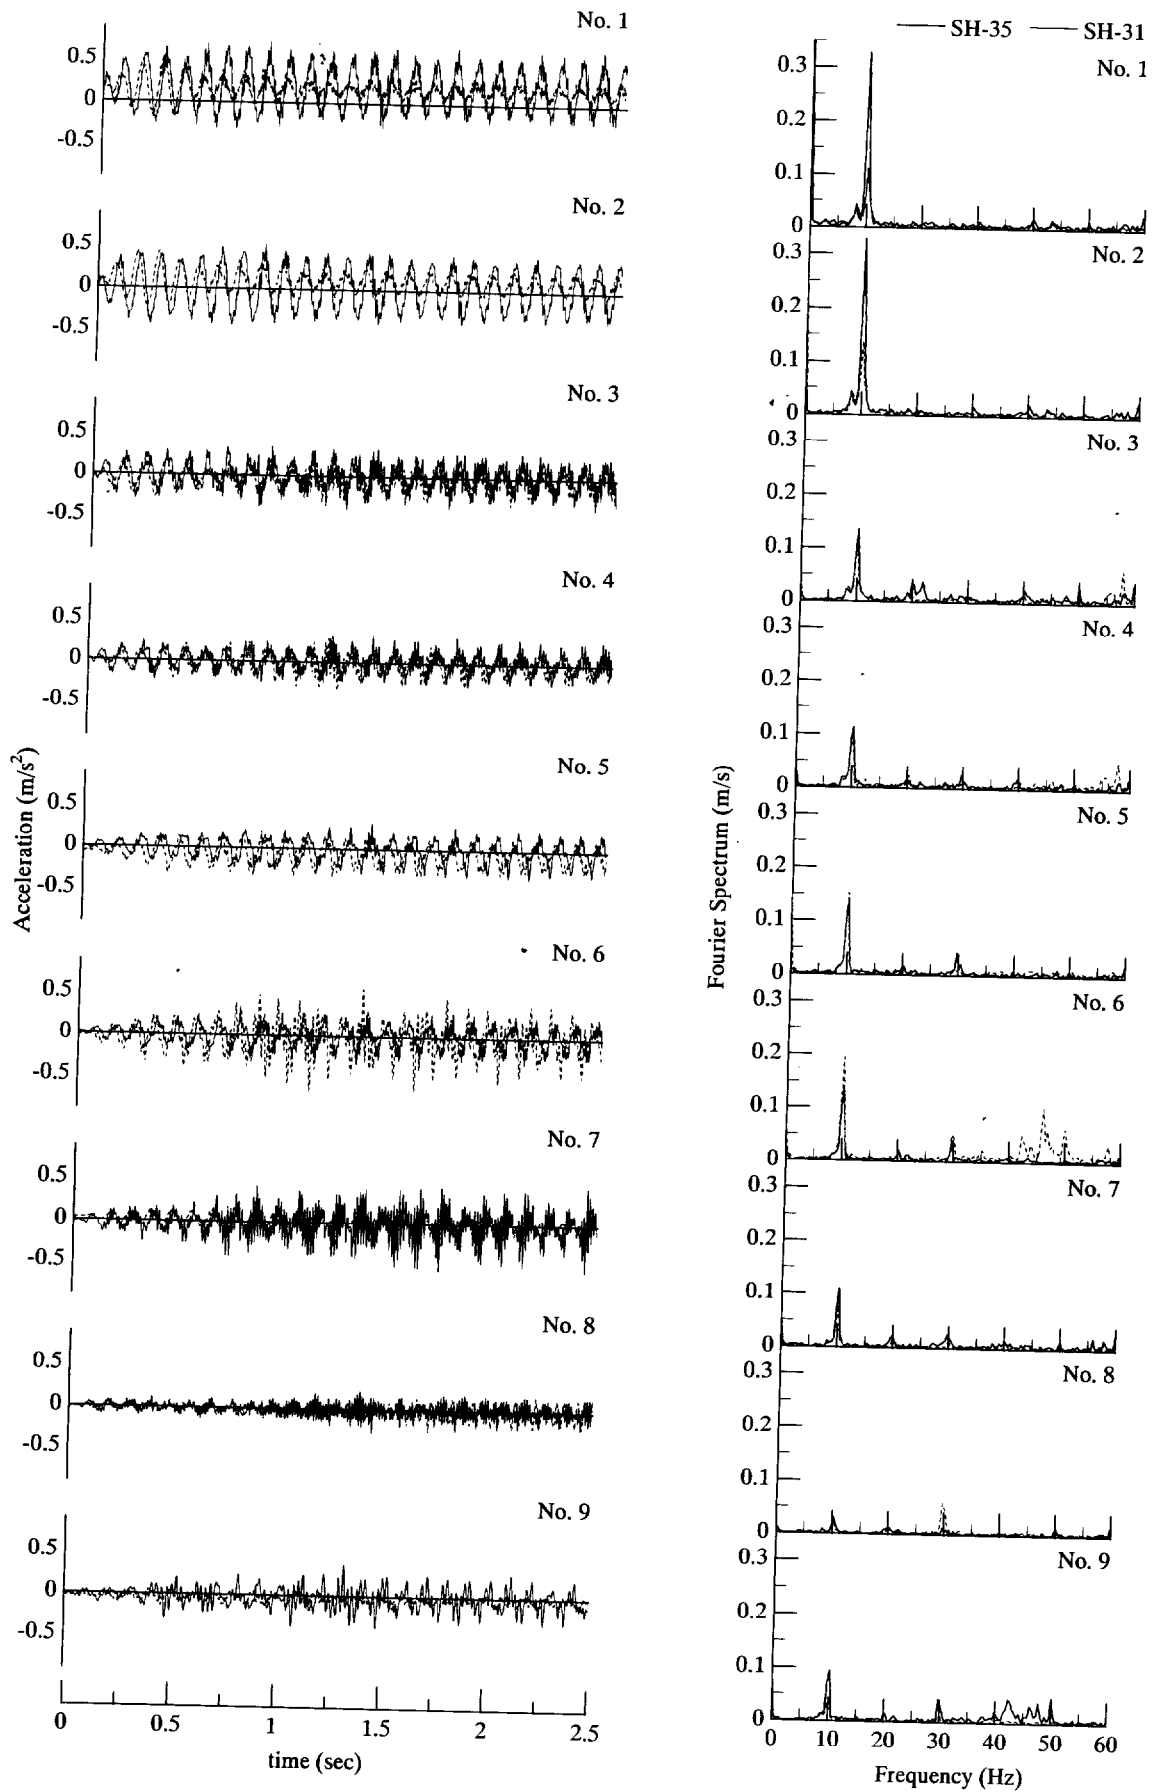 No. 1
0.5
0
-0.5
No. 2
0.5
0
-0.5
No. 3
0.5
0
-0.5
No. 4
0.5
0
-0.5
No. 5
0.5
0
-0.5
No. 6
0.5
0
-0.5
No. 7
0.5
0
-0.5
No. 8
0.5
0
-0.5
No. 9
0.5
0
-0.5
Acceleration (m/s²)
0 0.5 1 1.5 2 2.5
time (sec)
SH-35 SH-31
No. 1
0.3
0.2
0.1
0
No. 2
0.3
0.2
0.1
0
No. 3
0.3
0.2
0.1
0
No. 4
0.3
0.2
0.1
0
No. 5
0.3
0.2
0.1
0
No. 6
0.3
0.2
0.1
0
No. 7
0.3
0.2
0.1
0
No. 8
0.3
0.2
0.1
0
No. 9
0.3
0.2
0.1
0
Fourier Spectrum (m/s)
0 10 20 30 40 50 60
Frequency (Hz)